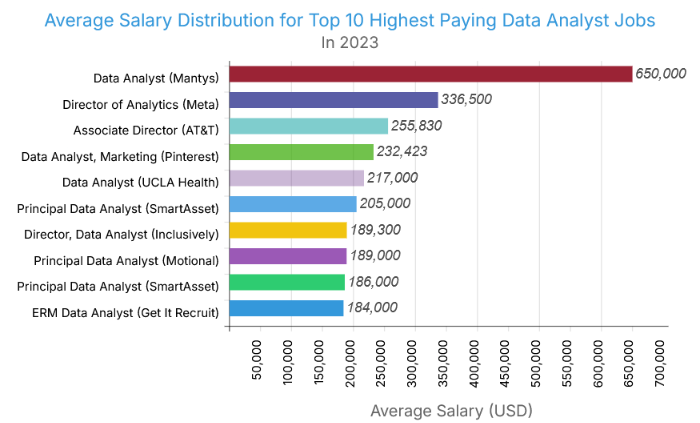 Average Salary Distribution for Top 10 Highest Paying Data Analyst Jobs
In 2023
Data Analyst (Mantys) 650,000
Director of Analytics (Meta) 336,500
Associate Director (AT&T) 255,830
Data Analyst, Marketing (Pinterest) 232,423
Data Analyst (UCLA Health) 217,000
Principal Data Analyst (SmartAsset) 205,000
Director, Data Analyst (Inclusively) 189,300
Principal Data Analyst (Motional) 189,000
Principal Data Analyst (SmartAsset) 186,000
ERM Data Analyst (Get It Recruit) 184,000
50,000 100,000 150,000 200,000 250,000 300,000 350,000 400,000 450,000 500,000 550,000 600,000 650,000 700,000
Average Salary (USD)